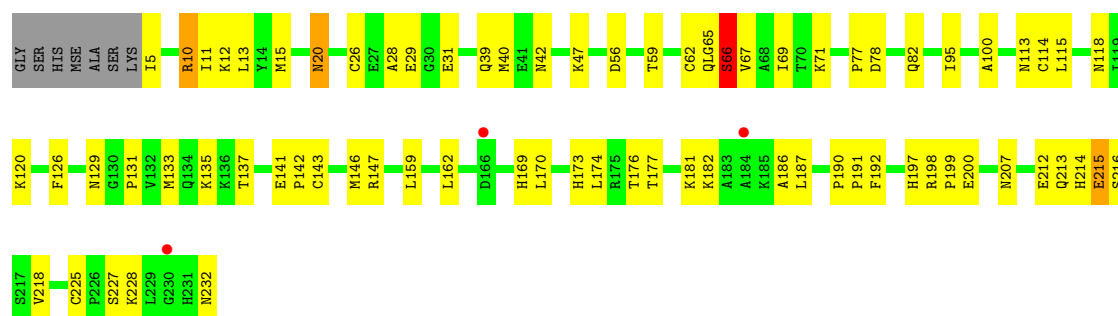 GLY SER HIS MSE ALA SER LYS I5 R10 I11 K12 L13 Y14 M15 N20 C26 E27 A28 E29 G30 E31 Q39 M40 E41 N42 K47 D56 T59 C62 QLG65 S66 V67 A68 I69 T70 K71 P77 D78 Q82 I95 A100 N113 C114 L115 N118 I119
K120 F126 N129 G130 P131 V132 M133 Q134 K135 K136 T137 E141 P142 C143 M146 R147 L159 L162 D166 H169 L170 H173 L174 R175 T176 T177 K181 K182 A183 A184 K185 A186 L187 P190 P191 F192 H197 R198 P199 E200 N207 E212 Q213 H214 E215 S216
S217 V218 C225 P226 S227 K228 L229 G230 H231 N232